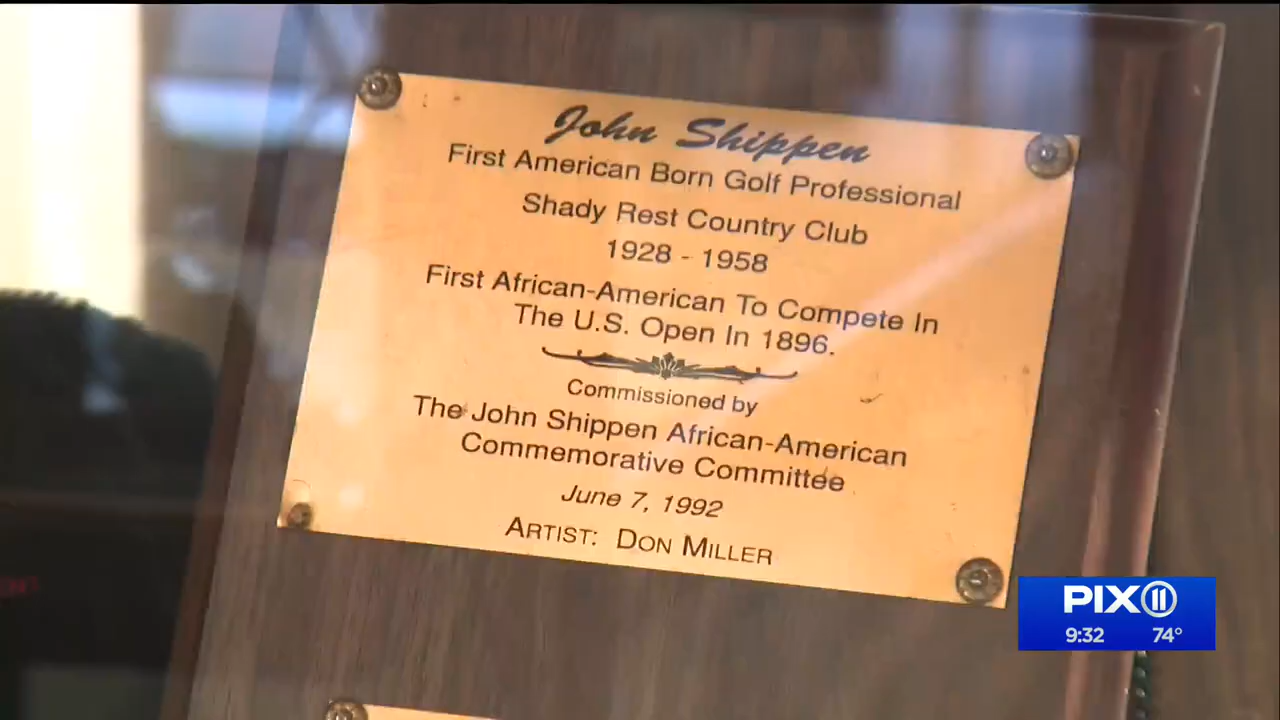 John Shippen
First American Born Golf Professional
Shady Rest Country Club
1928 - 1958
First African-American To Compete In
The U.S. Open In 1896.
Commissioned by
The John Shippen African-American
Commemorative Committee
June 7, 1992
ARTIST: DON MILLER
PIX11
9:32 74°